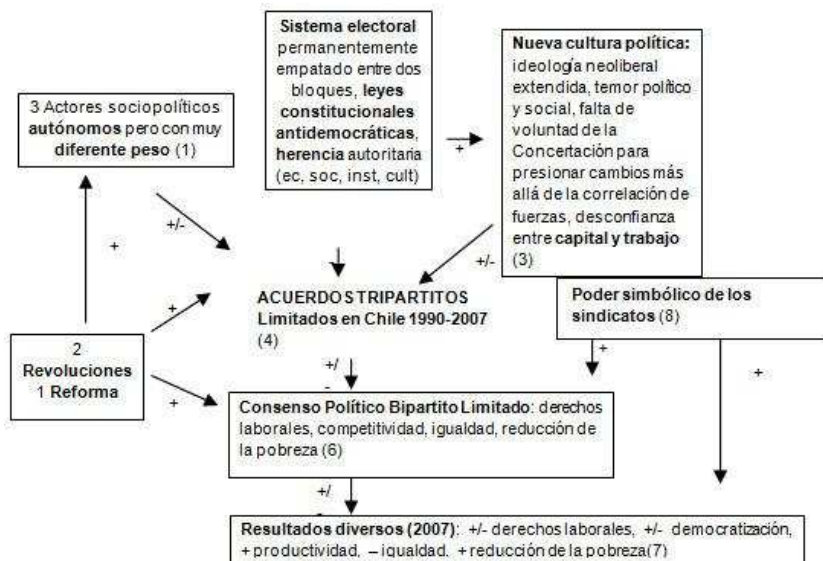 Sistema electoral
permanentemente
empatado entre dos
bloques, leyes
constitucionales
antidemocráticas,
herencia autoritaria
(ec, soc, inst, cult)
+
Nueva cultura política:
ideología neoliberal
extendida, temor político
y social, falta de
voluntad de la
Concertación para
presionar cambios más
allá de la correlación de
fuerzas, desconfianza
entre capital y trabajo
(3)
3 Actores sociopolíticos
autónomos pero con muy
diferente peso (1)
+/-
+
-
+/-
ACUERDOS TRIPARTITOS
Limitados en Chile 1990-2007
(4)
Poder simbólico de los
sindicatos (8)
2
Revoluciones
1 Reforma
+
+
+/
-
+
+
Consenso Político Bipartito Limitado: derechos
laborales, competitividad, igualdad, reducción de
la pobreza (6)
+/
-
Resultados diversos (2007): +/- derechos laborales, +/- democratización,
+ productividad, – igualdad, + reducción de la pobreza(7)